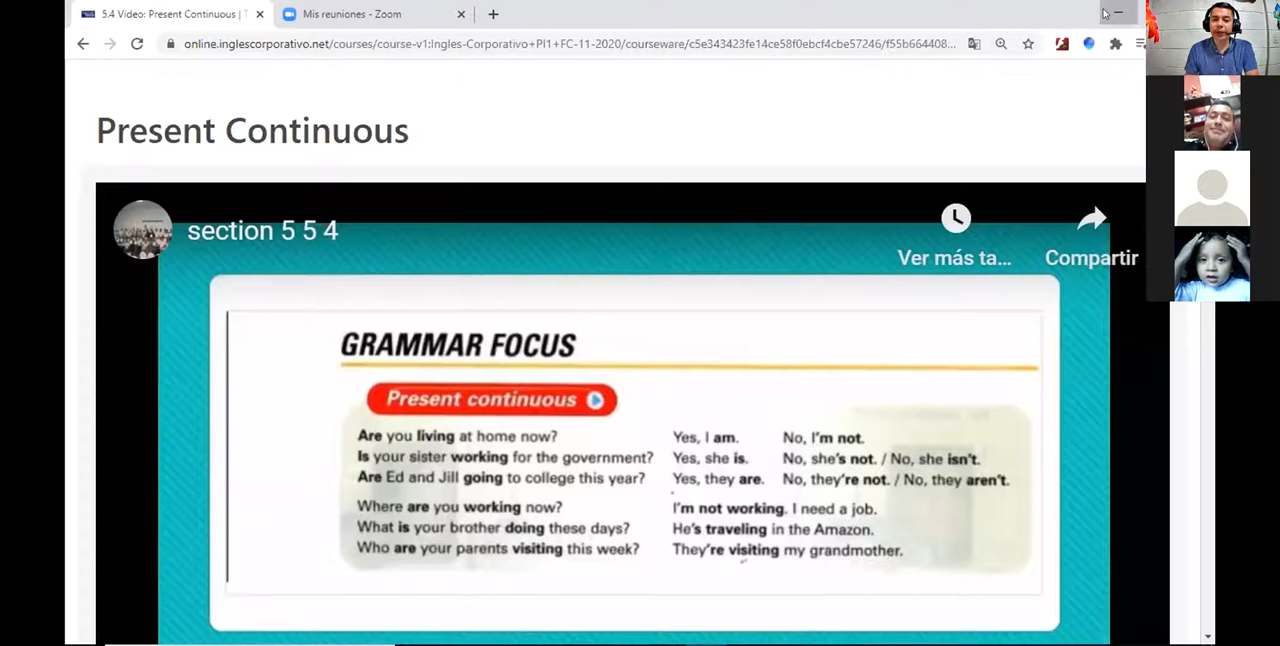 5.4 Video: Present Continuous | T
Mis reuniones - Zoom
online.inglescorporativo.net/courses/course-v1:Ingles-Corporativo+PI1+FC-11-2020/courseware/c5e343423fe14ce58f0ebcf4cbe57246/f55b664408...
Present Continuous
section 5 5 4
Ver más ta...
Compartir
GRAMMAR FOCUS
Present continuous
Are you living at home now? Yes, I am. No, I'm not.
Is your sister working for the government? Yes, she is. No, she's not. / No, she isn't.
Are Ed and Jill going to college this year? Yes, they are. No, they're not. / No, they aren't.
Where are you working now? I'm not working. I need a job.
What is your brother doing these days? He's traveling in the Amazon.
Who are your parents visiting this week? They're visiting my grandmother.